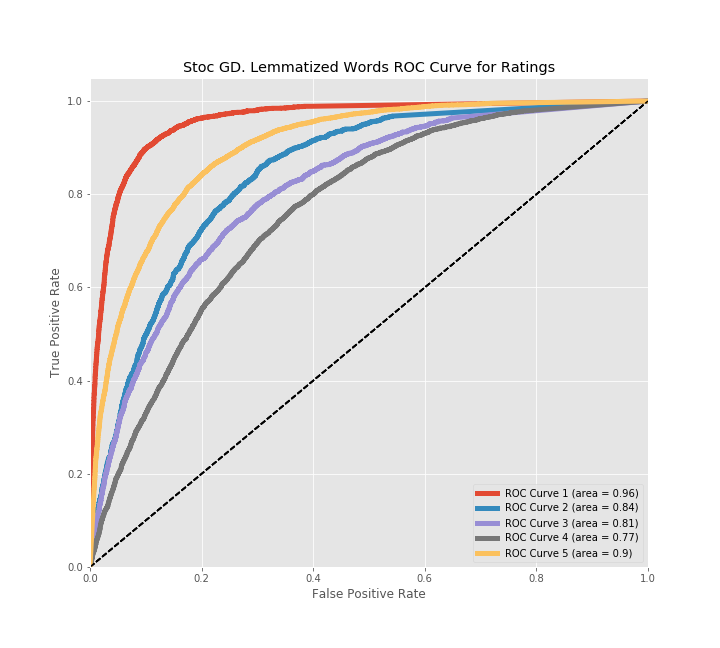 Stoc GD. Lemmatized Words ROC Curve for Ratings
True Positive Rate
1.0
0.8
0.6
0.4
0.2
0.0
0.0 0.2 0.4 0.6 0.8 1.0
False Positive Rate
ROC Curve 1 (area = 0.96)
ROC Curve 2 (area = 0.84)
ROC Curve 3 (area = 0.81)
ROC Curve 4 (area = 0.77)
ROC Curve 5 (area = 0.9)